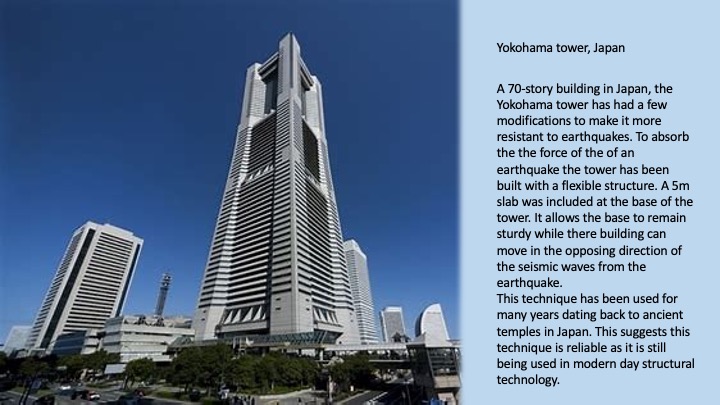 Yokohama tower, Japan
A 70-story building in Japan, the
Yokohama tower has had a few
modifications to make it more
resistant to earthquakes. To absorb
the the force of the of an
earthquake the tower has been
built with a flexible structure. A 5m
slab was included at the base of the
tower. It allows the base to remain
sturdy while there building can
move in the opposing direction of
the seismic waves from the
earthquake.
This technique has been used for
many years dating back to ancient
temples in Japan. This suggests this
technique is reliable as it is still
being used in modern day structural
technology.